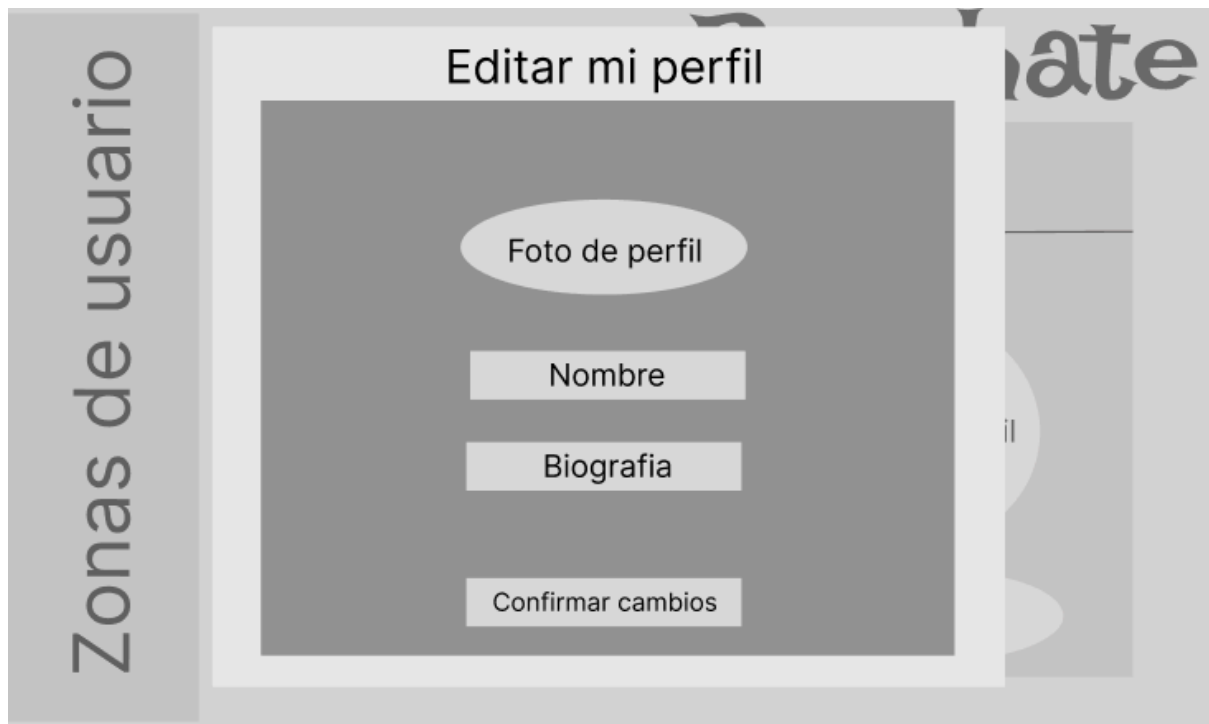 Zonas de usuario
Editar mi perfil
Foto de perfil
Nombre
Biografia
Confirmar cambios